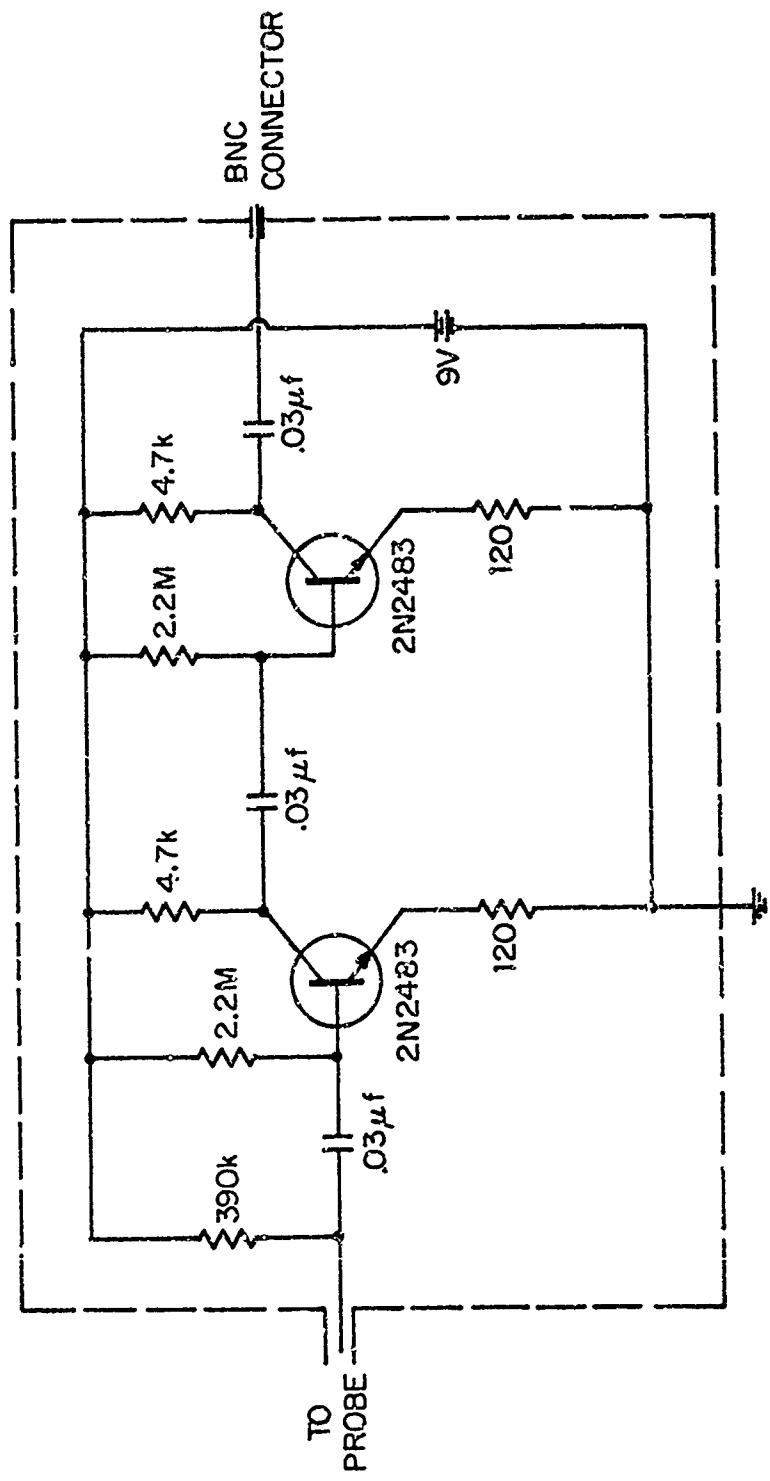 TO
PROBE
390k
.03μf
2.2M
2N2483
4.7k
120
.03μf
2.2M
2N2483
4.7k
120
.03μf
9V
BNC
CONNECTOR